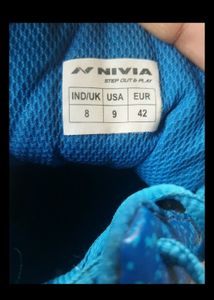 NIVIA
STEP OUT & PLAY
IND/UK USA EUR
8 9 42